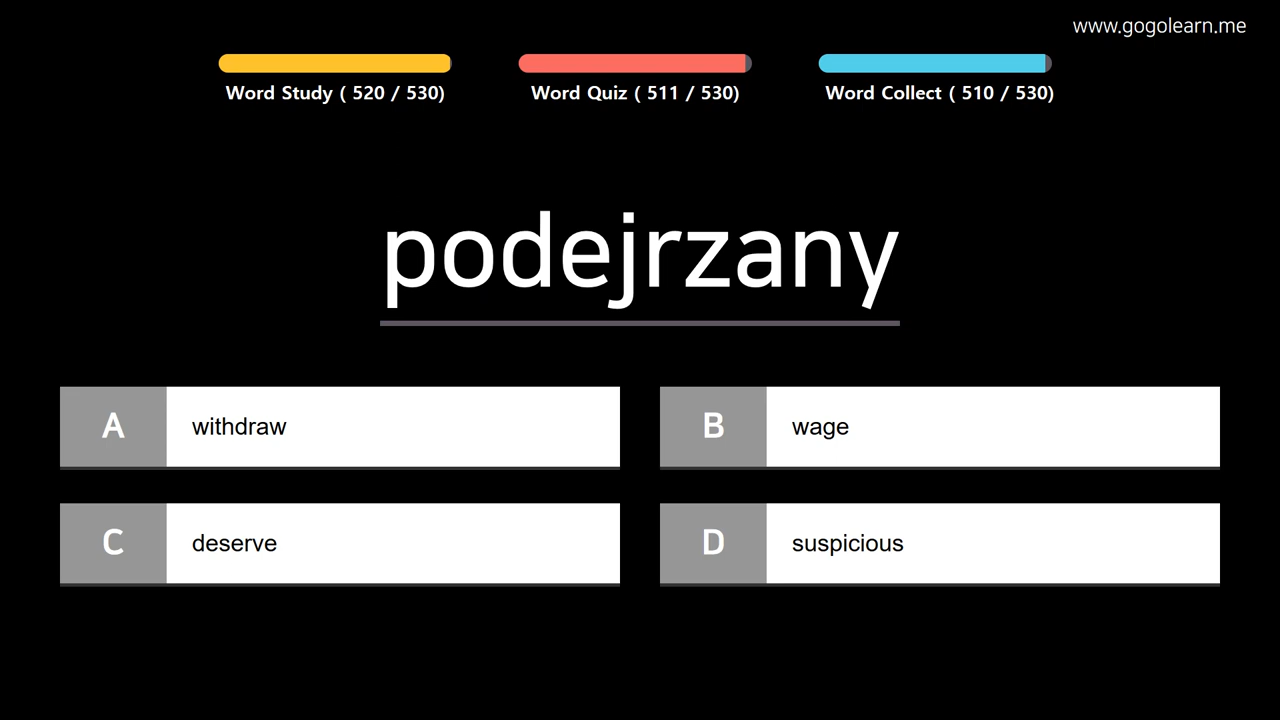 www.gogolearn.me
Word Study ( 520 / 530)
Word Quiz ( 511 / 530)
Word Collect ( 510 / 530)
podejrzany
A withdraw
B wage
C deserve
D suspicious